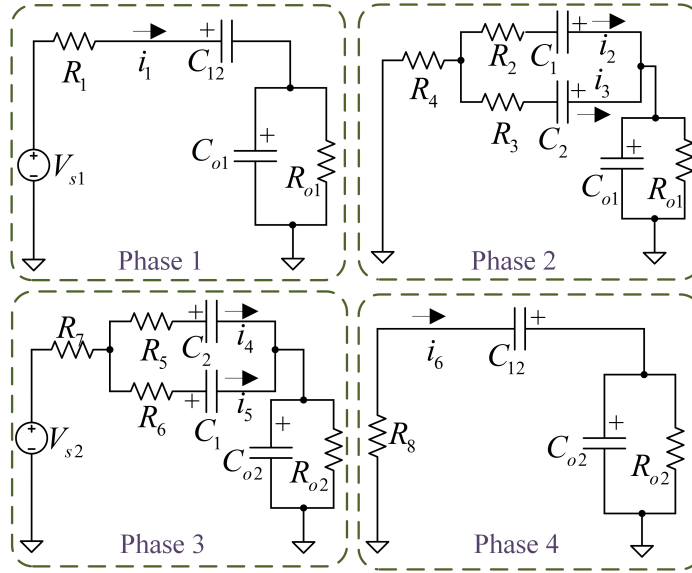 R1
i1
+
C12
Vs1
+
-
Co1
+
Ro1
Phase 1
R4
R2
C1
+
i2
R3
C2
+
i3
Co1
+
Ro1
Phase 2
Vs2
+
-
R7
R5
+
C2
i4
R6
+
C1
i5
Co2
+
Ro2
Phase 3
R8
i6
C12
+
Co2
+
Ro2
Phase 4